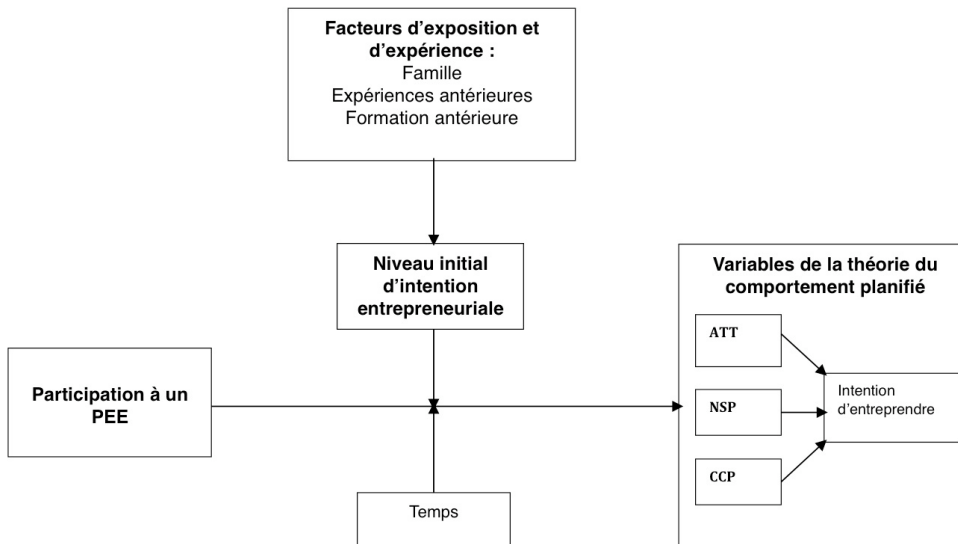 Facteurs d’exposition et
d’expérience :
Famille
Expériences antérieures
Formation antérieure
Niveau initial
d’intention
entrepreneuriale
Variables de la théorie du
comportement planifié
ATT
Participation à un
PEE
NSP
Intention
d’entreprendre
CCP
Temps